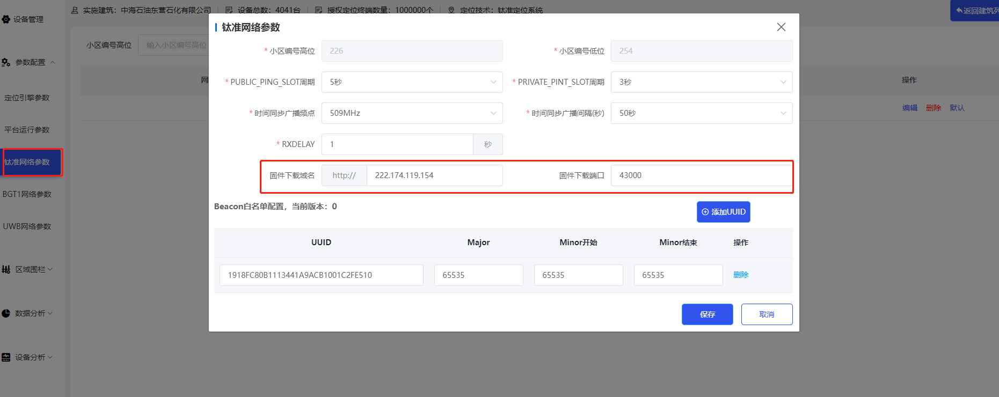 实施建筑：中海石油东营石化有限公司
设备总数：4041台
授权定位终端数量：1000000个
定位技术：钛准定位系统
返回建筑列
设备管理
参数配置
定位引擎参数
平台运行参数
钛准网络参数
BGT1网络参数
UWB网络参数
区域围栏
数据分析
设备分析
小区编号高位 输入小区编号高位
网
操作
编辑 删除 默认
钛准网络参数
* 小区编号高位 226 * 小区编号低位 254
* PUBLIC_PING_SLOT周期 5秒 * PRIVATE_PINT_SLOT周期 3秒
* 时间同步广播频点 509MHz * 时间同步广播间隔(秒) 50秒
* RXDELAY 1 秒
固件下载域名 http:// 222.174.119.154 固件下载端口 43000
Beacon白名单配置，当前版本：0
添加UUID
UUID Major Minor开始 Minor结束 操作
1918FC80B1113441A9ACB1001C2FE510 65535 65535 65535 删除
保存 取消